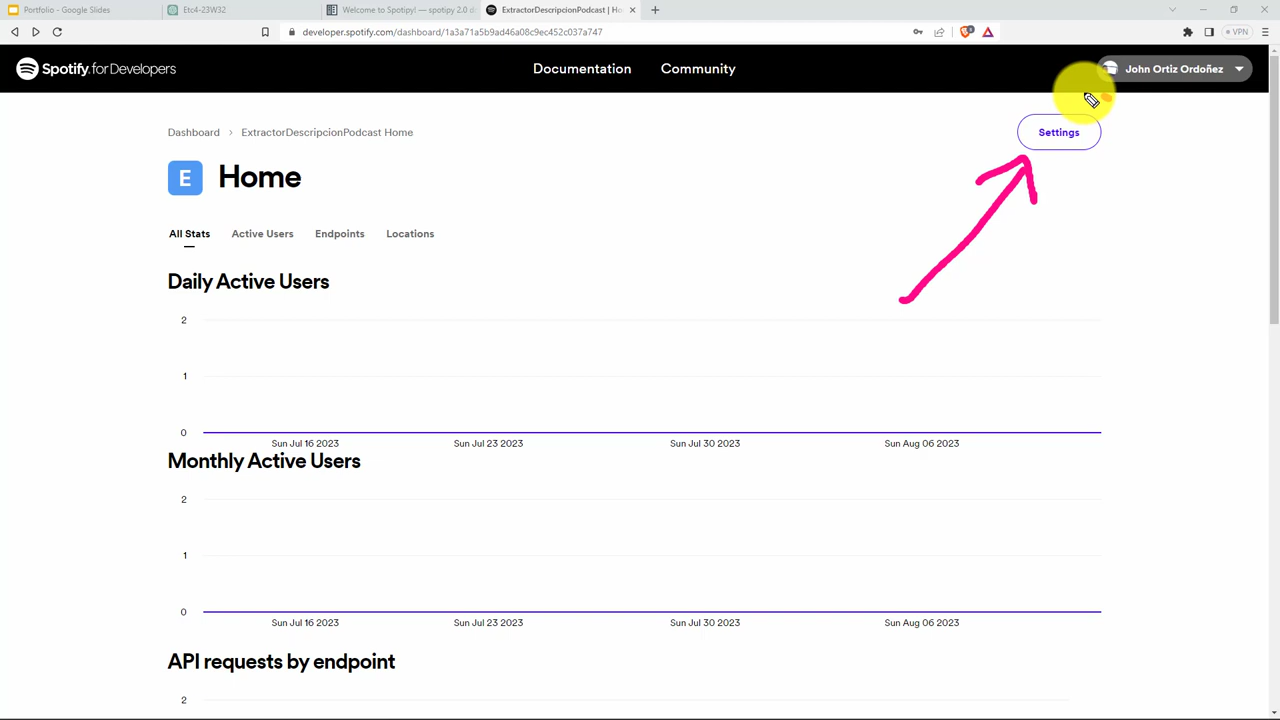 Portfolio - Google Slides
Etc4-23W32
Welcome to Spotipy! — spotipy 2.0 d
ExtractorDescripcionPodcast | Ho
developer.spotify.com/dashboard/1a3a71a5b9ad46a08c9ec452c037a747
VPN
Spotify for Developers
Documentation
Community
John Ortiz Ordoñez
Dashboard > ExtractorDescripcionPodcast Home
Settings
E
Home
All Stats
Active Users
Endpoints
Locations
Daily Active Users
2
1
0
Sun Jul 16 2023
Sun Jul 23 2023
Sun Jul 30 2023
Sun Aug 06 2023
Monthly Active Users
2
1
0
Sun Jul 16 2023
Sun Jul 23 2023
Sun Jul 30 2023
Sun Aug 06 2023
API requests by endpoint
2